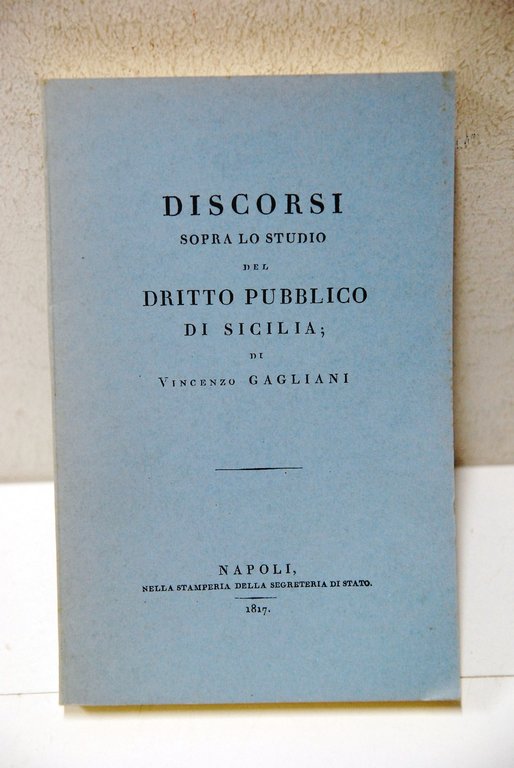 DISCORSI
SOPRA LO STUDIO
DEL
DRITTO PUBBLICO
DI SICILIA;
DI
VINCENZO GAGLIANI
NAPOLI,
NELLA STAMPERIA DELLA SEGRETERIA DI STATO.
1817.